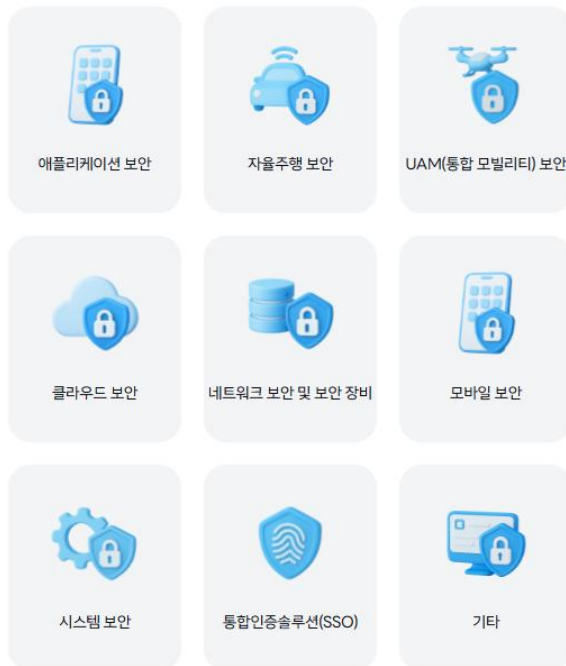 애플리케이션 보안
자율주행 보안
UAM(통합 모빌리티) 보안
클라우드 보안
네트워크 보안 및 보안 장비
모바일 보안
시스템 보안
통합인증솔루션(SSO)
기타